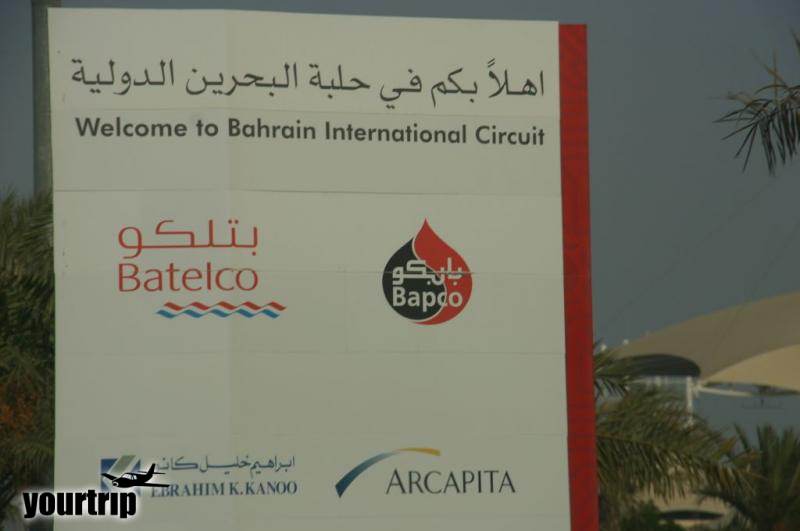 اهلاً بكم في حلبة البحرين الدولية
Welcome to Bahrain International Circuit
بتلكو
Batelco
بابكو
Bapco
ابراهيم خليل كانو
EBRAHIM K. KANOO
ARCAPITA
yourtrip